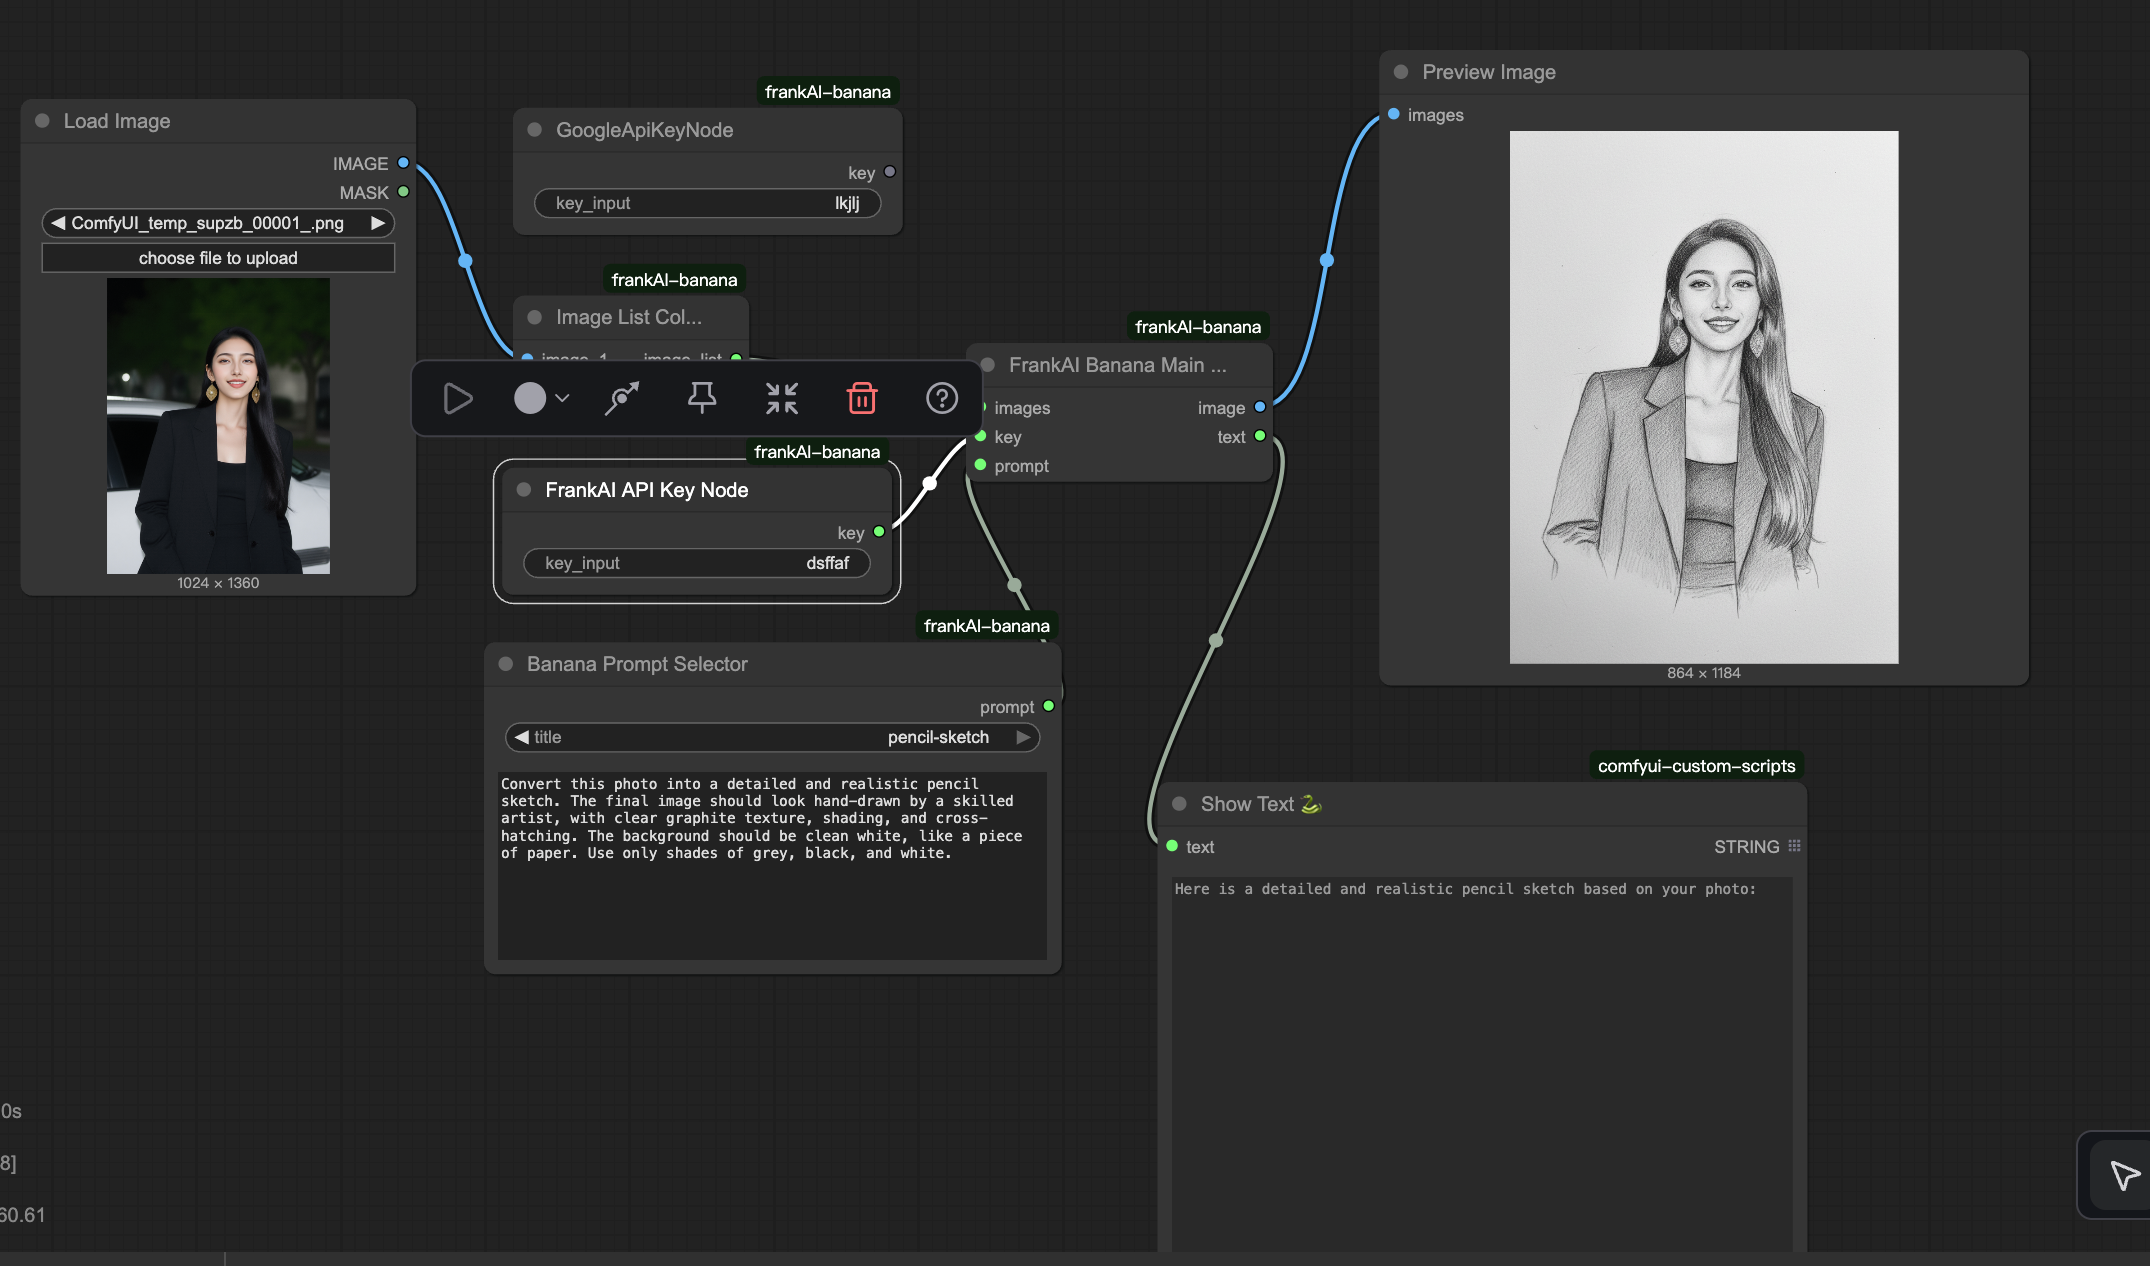 Load Image
IMAGE
MASK
ComfyUI_temp_supzb_00001_.png
choose file to upload
1024 × 1360
frankAI-banana
GoogleApiKeyNode
key
key_input lkjlj
frankAI-banana
Image List Col...
image_1 image_list
frankAI-banana
FrankAI API Key Node
key
key_input dsffaf
frankAI-banana
Banana Prompt Selector
prompt
title pencil-sketch
Convert this photo into a detailed and realistic pencil
sketch. The final image should look hand-drawn by a skilled
artist, with clear graphite texture, shading, and cross-
hatching. The background should be clean white, like a piece
of paper. Use only shades of grey, black, and white.
frankAI-banana
FrankAI Banana Main ...
images image
key text
prompt
Preview Image
images
864 × 1184
comfyui-custom-scripts
Show Text 🐍
text STRING
Here is a detailed and realistic pencil sketch based on your photo:
0s
8]
60.61